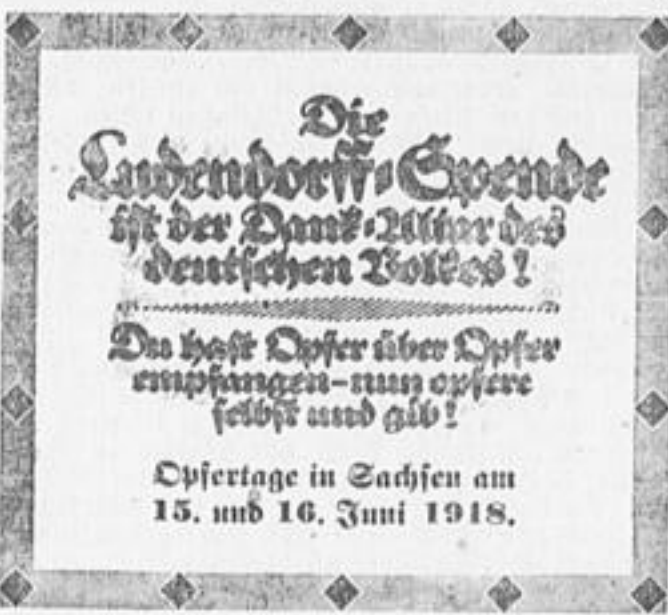 Die
Ludendorff-Spende
ist der Dank-Altar des
deutschen Volkes!
Du hast Opfer über Opfer
empfangen-nun opfere
selbst und gib!
Opfertage in Sachsen am
15. und 16. Juni 1918.